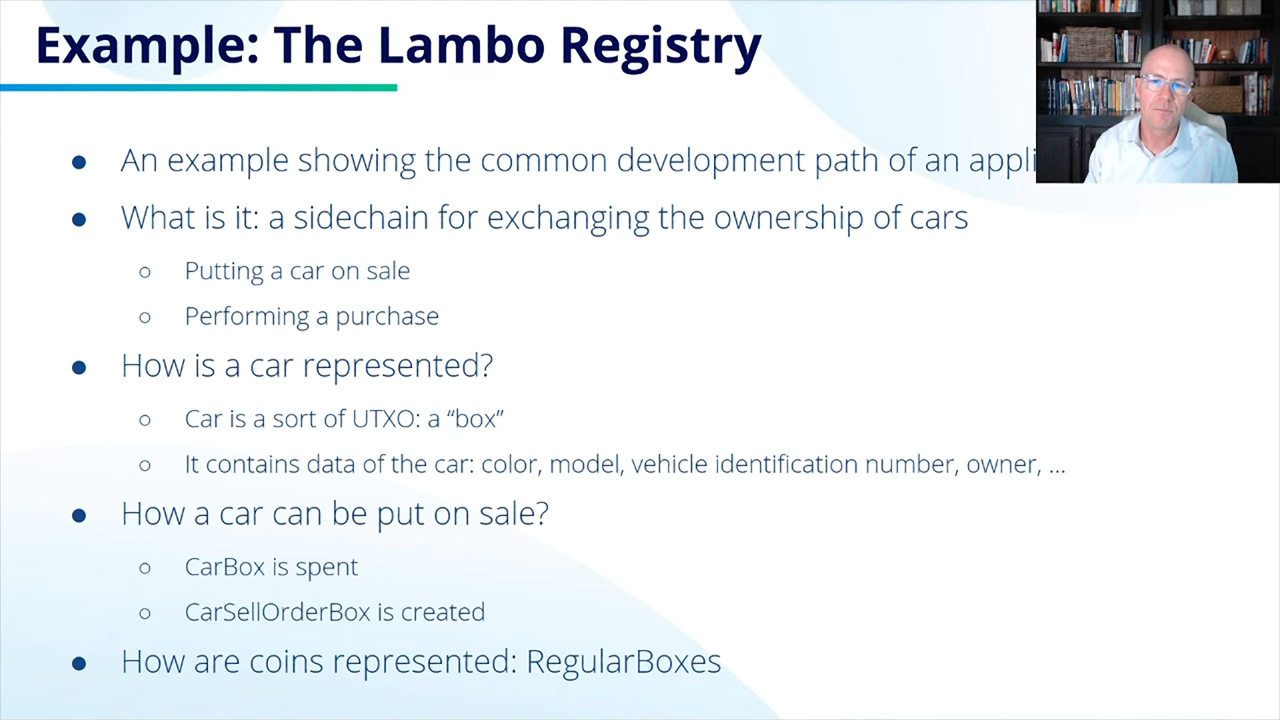 Example: The Lambo Registry
● An example showing the common development path of an appli
● What is it: a sidechain for exchanging the ownership of cars
○ Putting a car on sale
○ Performing a purchase
● How is a car represented?
○ Car is a sort of UTXO: a “box”
○ It contains data of the car: color, model, vehicle identification number, owner, ...
● How a car can be put on sale?
○ CarBox is spent
○ CarSellOrderBox is created
● How are coins represented: RegularBoxes